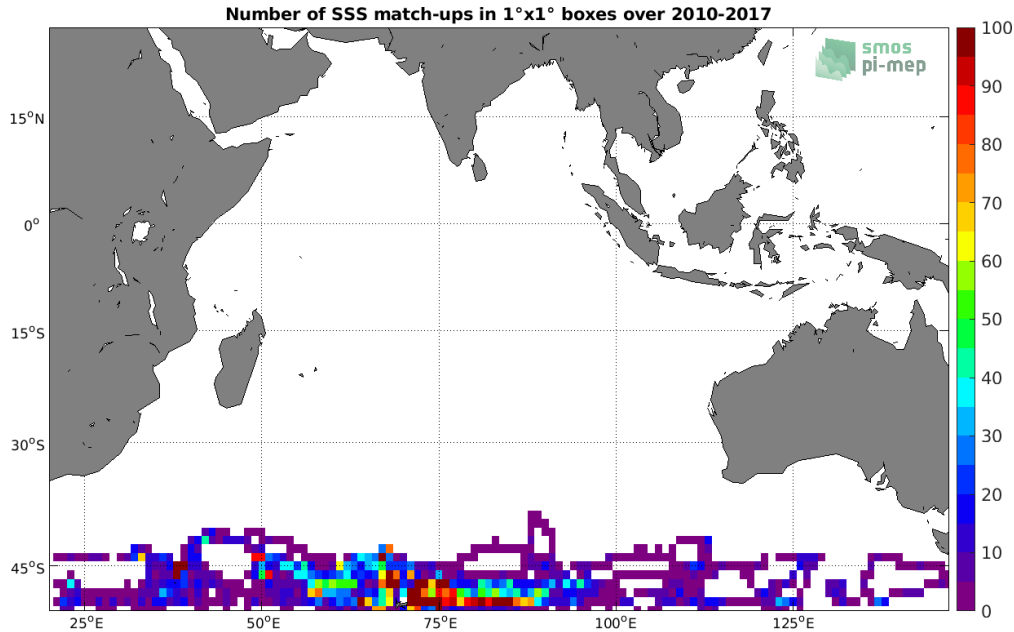 Number of SSS match-ups in 1°x1° boxes over 2010-2017
smos
pi-mep
100
90
80
70
60
50
40
30
20
10
0
15°N
0°
15°S
30°S
45°S
25°E
50°E
75°E
100°E
125°E